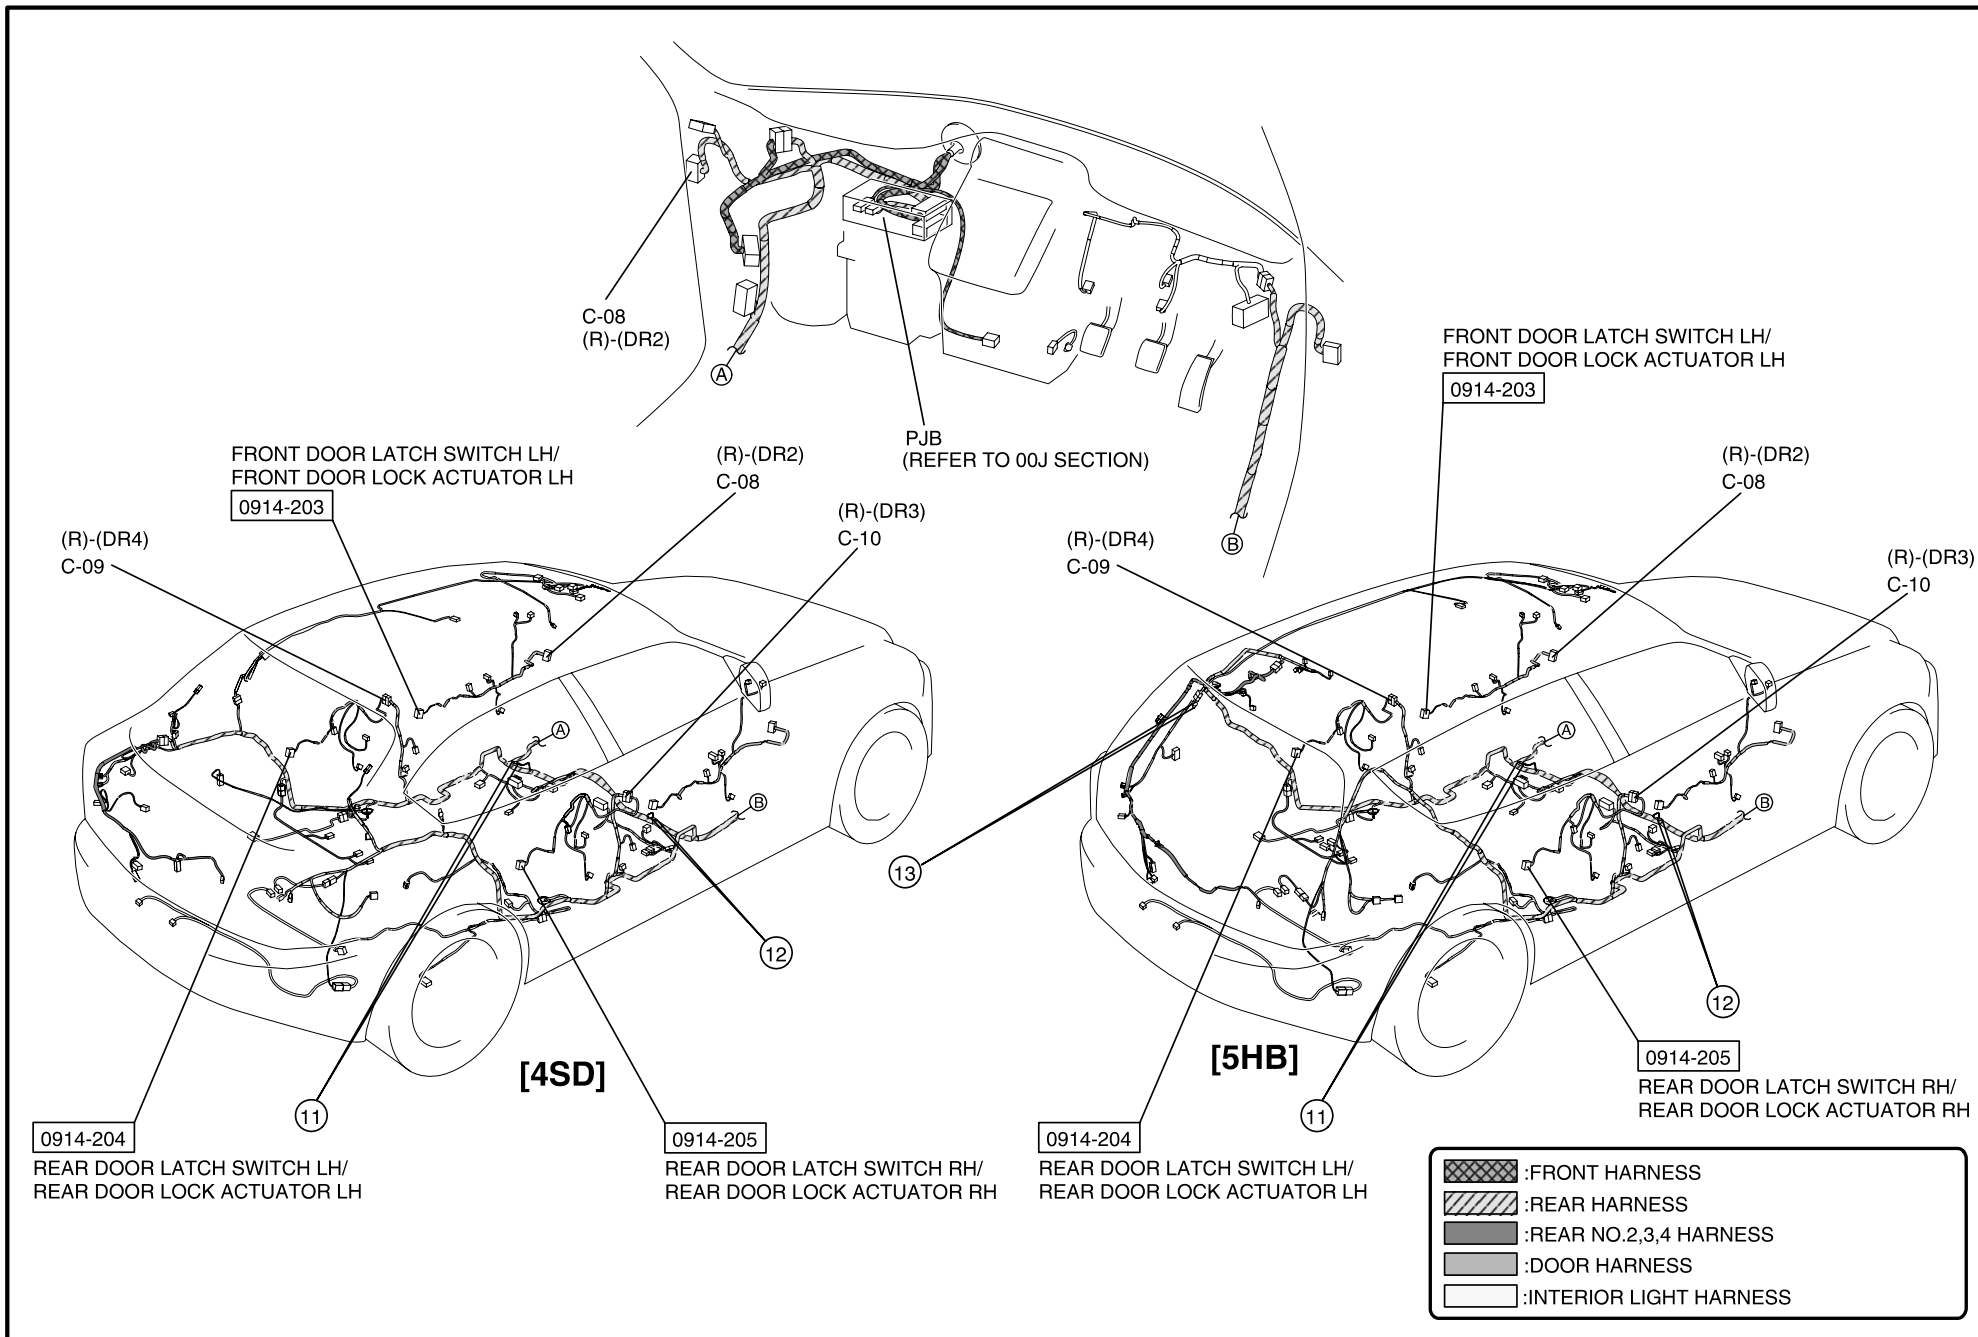 C-08
(R)-(DR2)
A
PJB
(REFER TO 00J SECTION)
B
FRONT DOOR LATCH SWITCH LH/
FRONT DOOR LOCK ACTUATOR LH
0914-203
(R)-(DR2)
C-08
(R)-(DR3)
C-10
(R)-(DR4)
C-09
A
B
12
11
[4SD]
0914-204
REAR DOOR LATCH SWITCH LH/
REAR DOOR LOCK ACTUATOR LH
0914-205
REAR DOOR LATCH SWITCH RH/
REAR DOOR LOCK ACTUATOR RH
FRONT DOOR LATCH SWITCH LH/
FRONT DOOR LOCK ACTUATOR LH
0914-203
(R)-(DR2)
C-08
(R)-(DR4)
C-09
(R)-(DR3)
C-10
A
B
13
12
11
[5HB]
0914-204
REAR DOOR LATCH SWITCH LH/
REAR DOOR LOCK ACTUATOR LH
0914-205
REAR DOOR LATCH SWITCH RH/
REAR DOOR LOCK ACTUATOR RH
:FRONT HARNESS
:REAR HARNESS
:REAR NO.2,3,4 HARNESS
:DOOR HARNESS
:INTERIOR LIGHT HARNESS